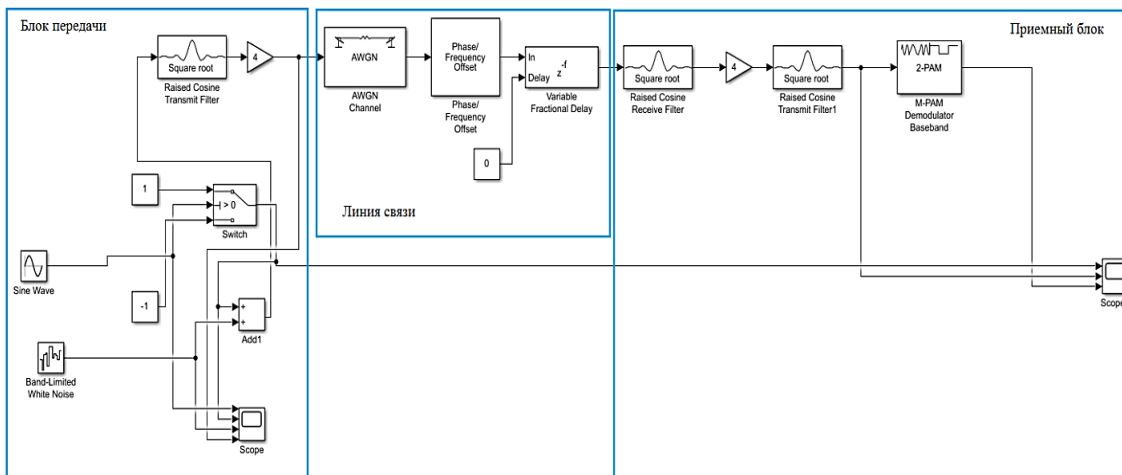 Блок передачи
Square root
Raised Cosine
Transmit Filter
4
1
> 0
Switch
Sine Wave
-1
+
+
Add1
Band-Limited
White Noise
Scope
AWGN
AWGN
Channel
Phase/
Frequency
Offset
Phase/
Frequency
Offset
In
Delay
z
-f
Variable
Fractional Delay
0
Линия связи
Приемный блок
Square root
Raised Cosine
Receive Filter
4
Square root
Raised Cosine
Transmit Filter1
2-PAM
M-PAM
Demodulator
Baseband
Scope